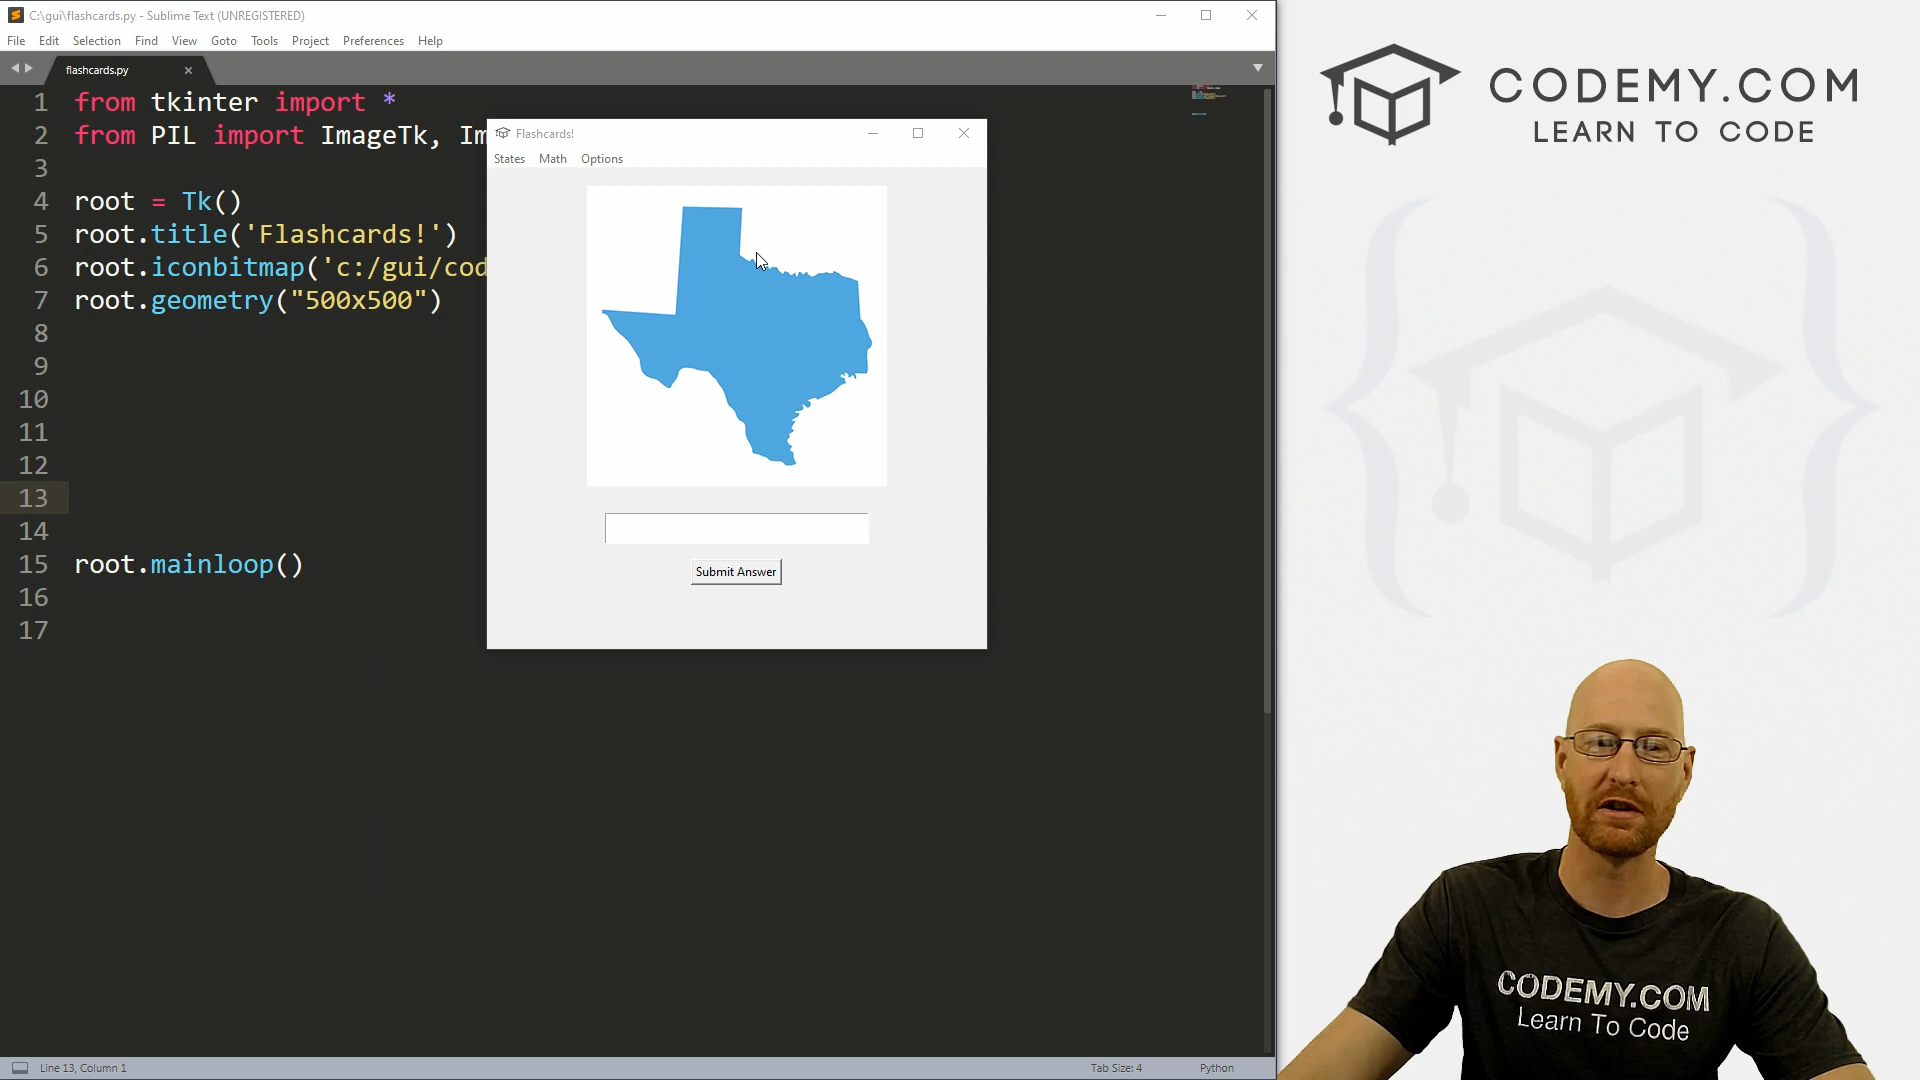 C:\gui\flashcards.py - Sublime Text (UNREGISTERED)
File Edit Selection Find View Goto Tools Project Preferences Help
flashcards.py
1 from tkinter import *
2 from PIL import ImageTk, Im
3
4 root = Tk()
5 root.title('Flashcards!')
6 root.iconbitmap('c:/gui/cod
7 root.geometry("500x500")
8
9
10
11
12
13
14
15 root.mainloop()
16
17
Flashcards!
States Math Options
Submit Answer
Line 13, Column 1
Tab Size: 4
Python
CODEMY.COM
LEARN TO CODE
CODEMY.COM
Learn To Code